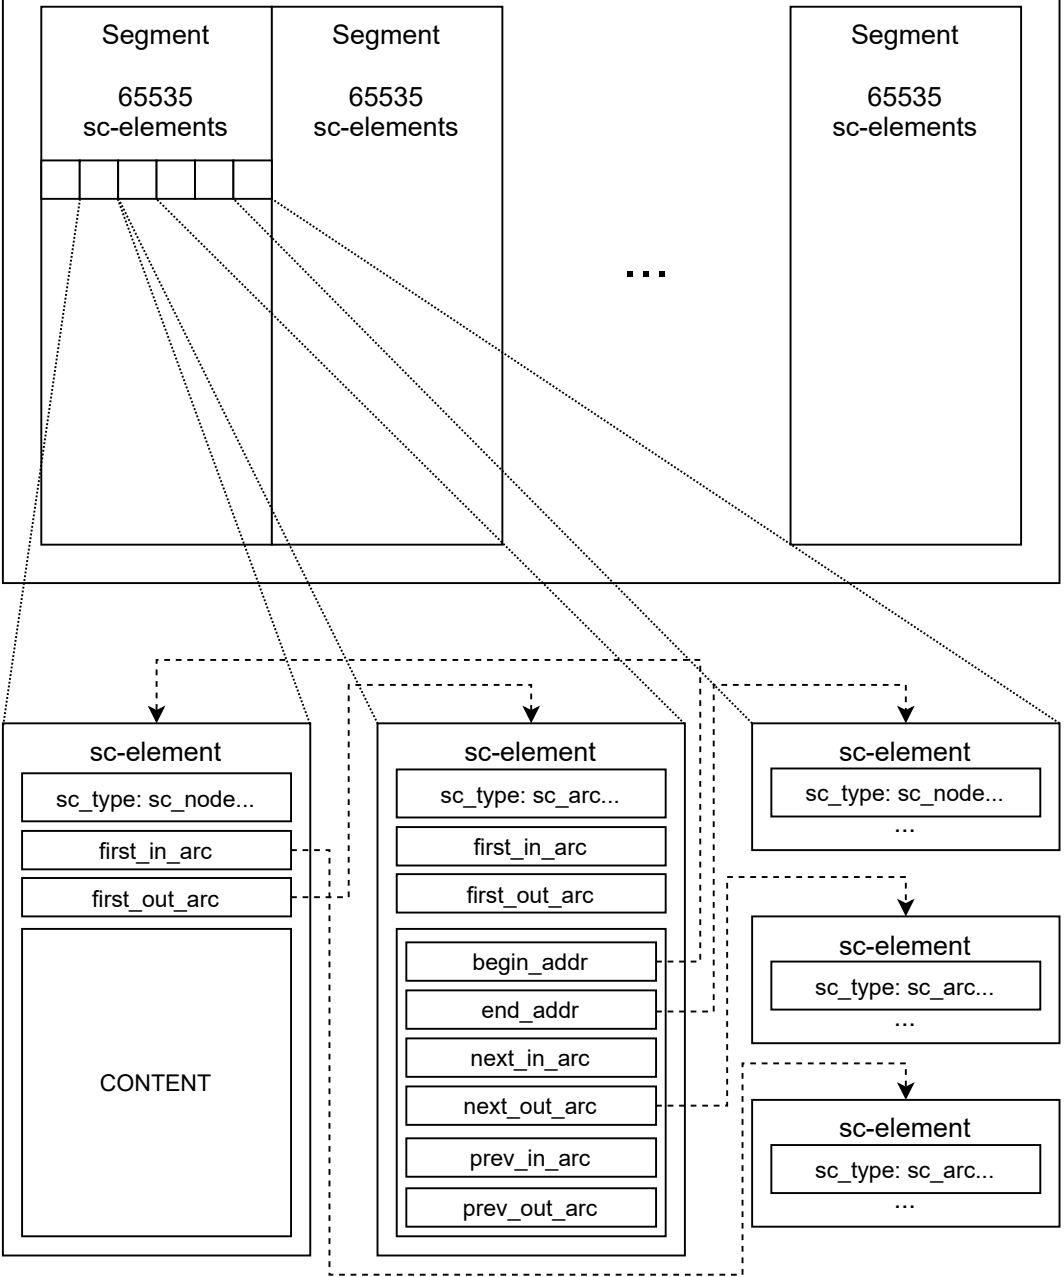 Segment
65535
sc-elements
Segment
65535
sc-elements
...
Segment
65535
sc-elements
sc-element
sc_type: sc_node...
first_in_arc
first_out_arc
CONTENT
sc-element
sc_type: sc_arc...
first_in_arc
first_out_arc
begin_addr
end_addr
next_in_arc
next_out_arc
prev_in_arc
prev_out_arc
sc-element
sc_type: sc_node...
...
sc-element
sc_type: sc_arc...
...
sc-element
sc_type: sc_arc...
...